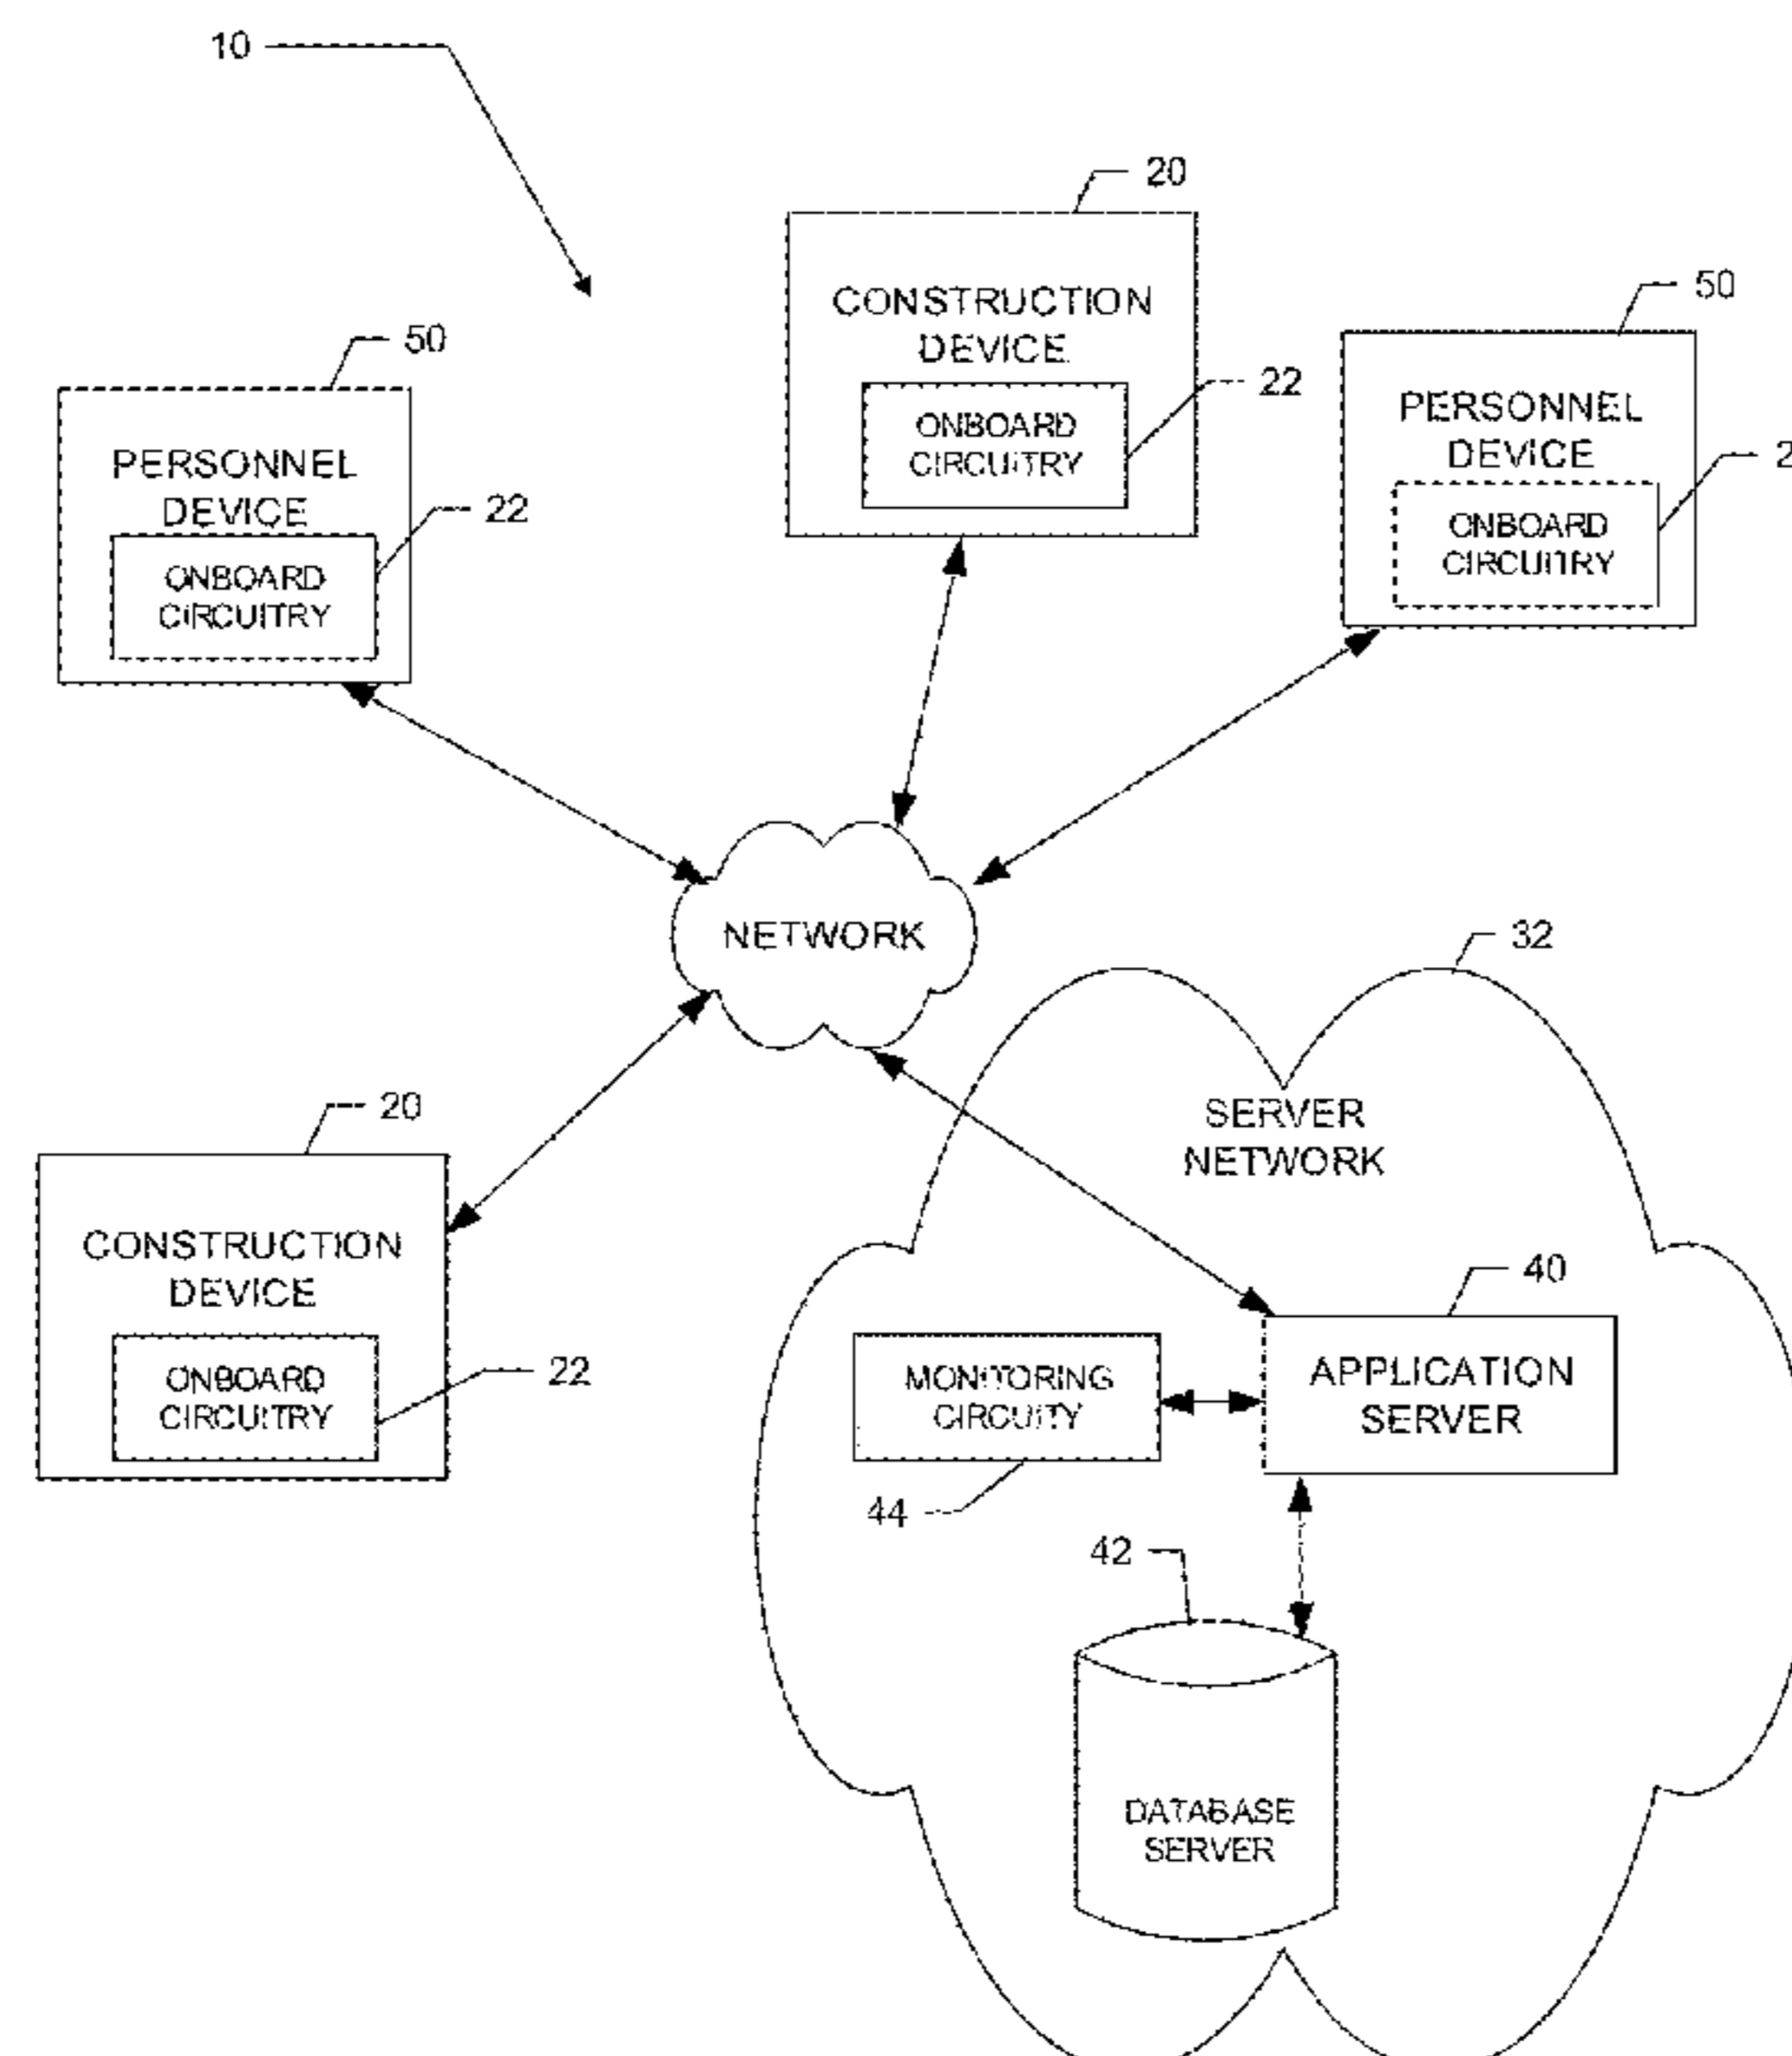 10
20
CONSTRUCTION
DEVICE
22
ONBOARD
CIRCUITRY
50
PERSONNEL
DEVICE
2
ONBOARD
CIRCUITRY
50
PERSONNEL
DEVICE
22
ONBOARD
CIRCUITRY
NETWORK
32
SERVER
NETWORK
20
CONSTRUCTION
DEVICE
ONBOARD
CIRCUITRY
22
40
APPLICATION
SERVER
MONITORING
CIRCUITY
44
42
DATABASE
SERVER